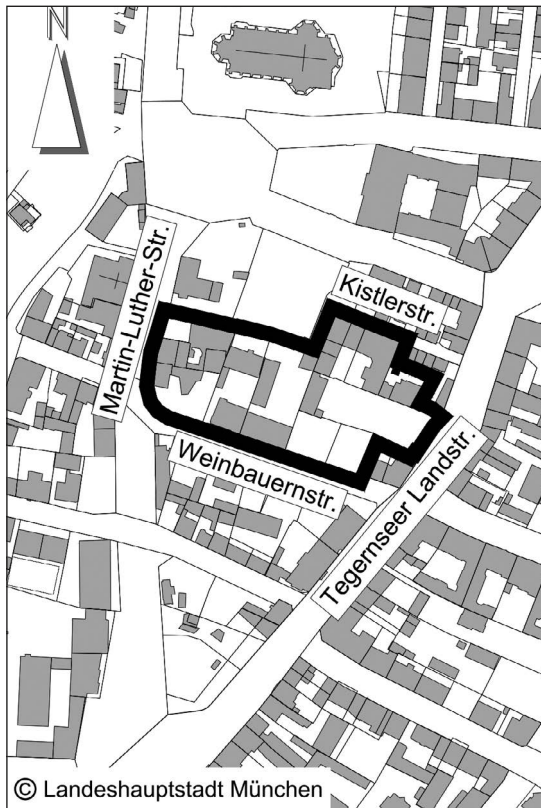 N
Kistlerstr.
Martin-Luther-Str.
Weinbauernstr.
Tegernseer Landstr.
© Landeshauptstadt München